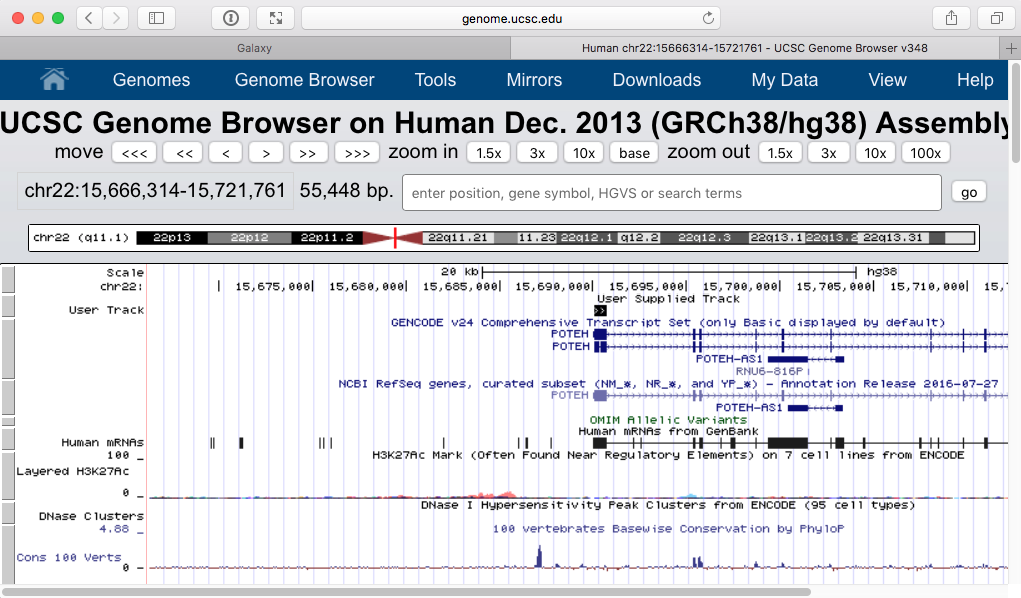 genome.ucsc.edu
Galaxy
Human chr22:15666314-15721761 - UCSC Genome Browser v348
Genomes Genome Browser Tools Mirrors Downloads My Data View Help
UCSC Genome Browser on Human Dec. 2013 (GRCh38/hg38) Assembly
move <<< << < > >> >>> zoom in 1.5x 3x 10x base zoom out 1.5x 3x 10x 100x
chr22:15,666,314-15,721,761 55,448 bp. enter position, gene symbol, HGVS or search terms go
chr22 (q11.1) 22p13 22p12 22p11.2 22q11.21 11.23 22q12.1 q12.2 22q12.3 22q13.1 22q13.2 22q13.31
Scale 20 kb hg38
chr22: 15,675,000 15,680,000 15,685,000 15,690,000 15,695,000 15,700,000 15,705,000 15,710,000 15,7
User Supplied Track
User Track
GENCODE v24 Comprehensive Transcript Set (only Basic displayed by default)
POTEH
POTEH
POTEH-AS1
RNU6-816P
NCBI RefSeq genes, curated subset (NM_*, NR_*, and YP_*) - Annotation Release 2016-07-27
POTEH
POTEH-AS1
OMIM Allelic Variants
Human mRNAs from GenBank
Human mRNAs
100 _ H3K27Ac Mark (Often Found Near Regulatory Elements) on 7 cell lines from ENCODE
Layered H3K27Ac
0 _
DNase I Hypersensitivity Peak Clusters from ENCODE (95 cell types)
DNase Clusters
4.88 _ 100 vertebrates Basewise Conservation by PhyloP
Cons 100 Verts
0 _